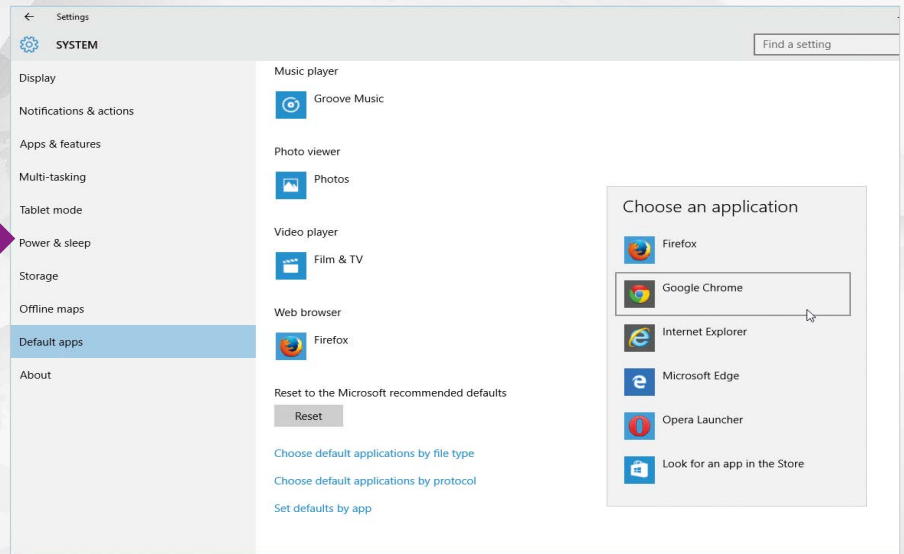 Settings
SYSTEM
Find a setting
Display
Notifications & actions
Apps & features
Multi-tasking
Tablet mode
Power & sleep
Storage
Offline maps
Default apps
About
Music player
Groove Music
Photo viewer
Photos
Video player
Film & TV
Web browser
Firefox
Reset to the Microsoft recommended defaults
Reset
Choose default applications by file type
Choose default applications by protocol
Set defaults by app
Choose an application
Firefox
Google Chrome
Internet Explorer
Microsoft Edge
Opera Launcher
Look for an app in the Store